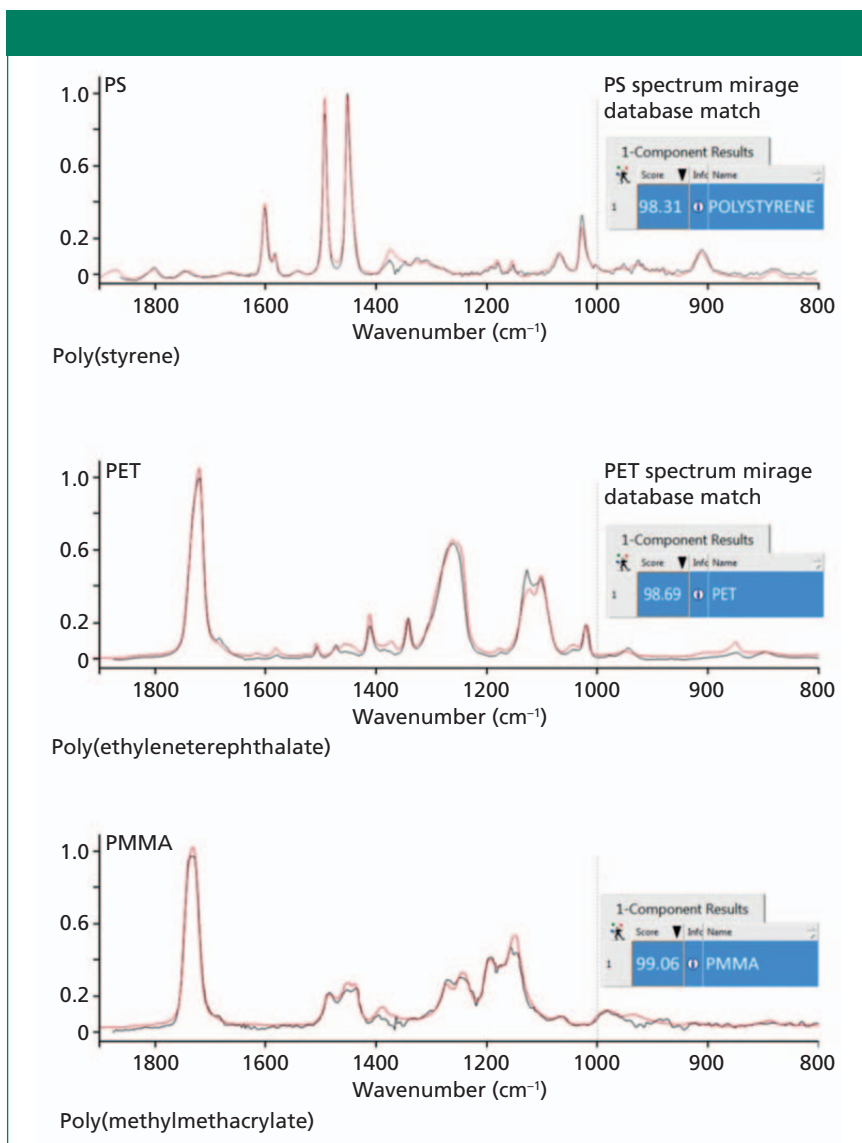 PS
PS spectrum mirage
database match
1-Component Results
Score Info Name
1 98.31 POLYSTYRENE
1.0
0.6
0.2
0
1800 1600 1400 1200 1000 900 800
Wavenumber (cm⁻¹)
Poly(styrene)
PET
PET spectrum mirage
database match
1-Component Results
Score Info Name
1 98.69 PET
1.0
0.6
0.2
0
1800 1600 1400 1200 1000 900 800
Wavenumber (cm⁻¹)
Poly(ethyleneterephthalate)
PMMA
1-Component Results
Score Info Name
1 99.06 PMMA
1.0
0.6
0.2
0
1800 1600 1400 1200 1000 900 800
Wavenumber (cm⁻¹)
Poly(methylmethacrylate)